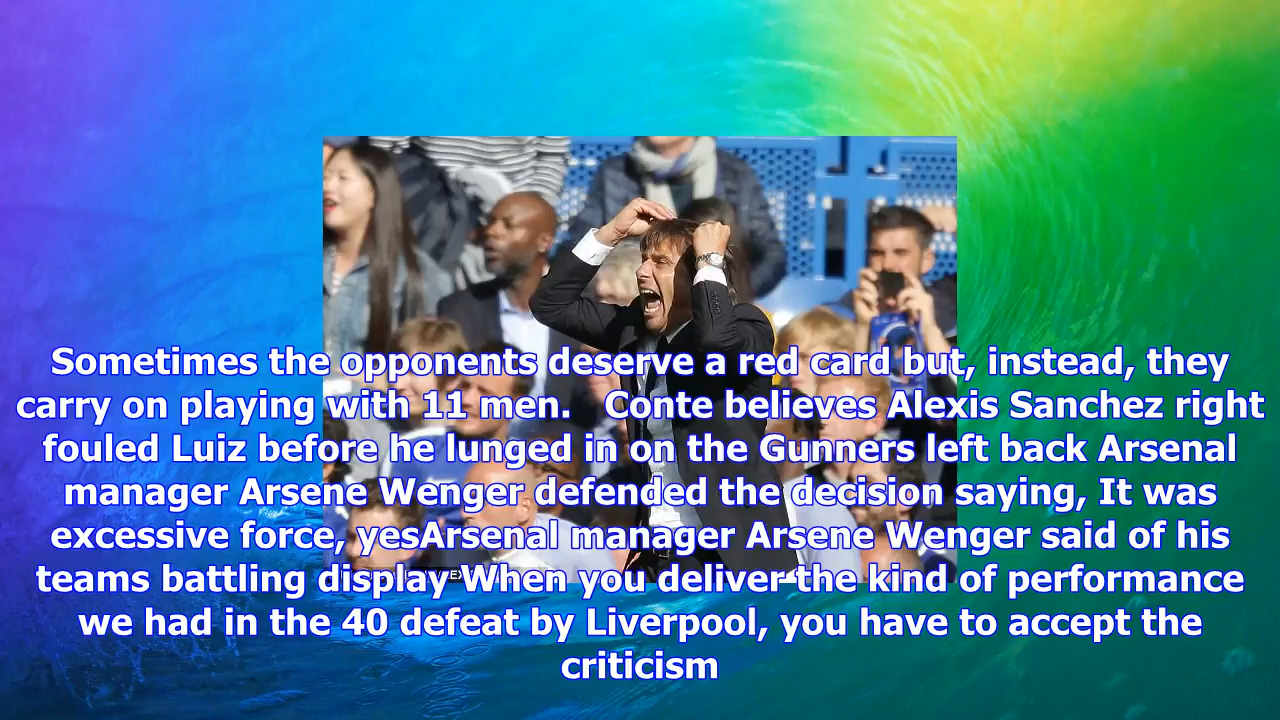 Sometimes the opponents deserve a red card but, instead, they
carry on playing with 11 men.   Conte believes Alexis Sanchez right
fouled Luiz before he lunged in on the Gunners left back Arsenal
manager Arsene Wenger defended the decision saying, It was
excessive force, yesArsenal manager Arsene Wenger said of his
teams battling display When you deliver the kind of performance
we had in the 40 defeat by Liverpool, you have to accept the
criticism